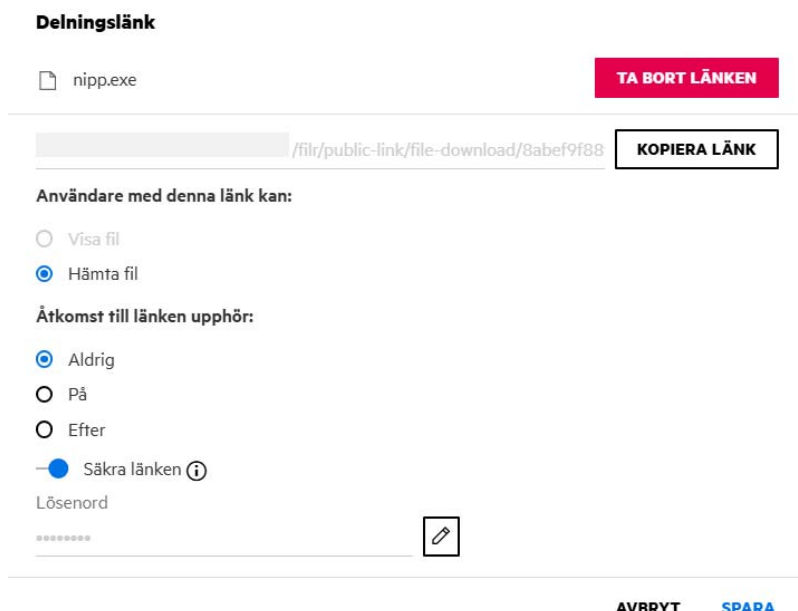 Delningslänk
nipp.exe
TA BORT LÄNKEN
/filr/public-link/file-download/8abef9f88
KOPIERA LÄNK
Användare med denna länk kan:
Visa fil
Hämta fil
Åtkomst till länken upphör:
Aldrig
På
Efter
Säkra länken
Lösenord
••••••••
AVBRYT SPARA